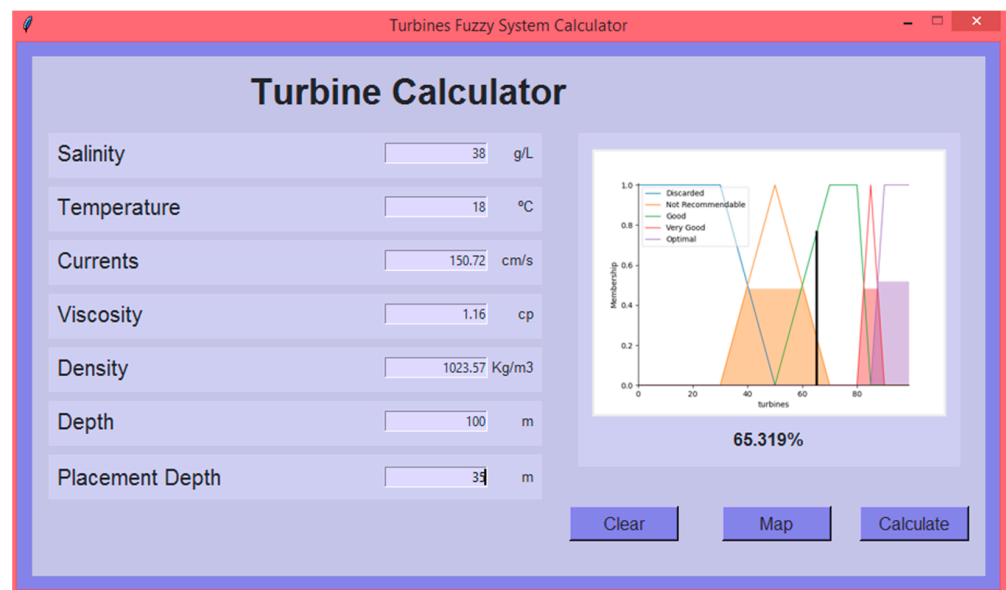 Turbines Fuzzy System Calculator
Turbine Calculator
Salinity 38 g/L
Temperature 18 ºC
Currents 150.72 cm/s
Viscosity 1.16 cp
Density 1023.57 Kg/m3
Depth 100 m
Placement Depth 35 m
Discarded
Not Recommendable
Good
Very Good
Optimal
1.0
0.8
0.6
0.4
0.2
0.0
Membership
0 20 40 60 80
turbines
65.319%
Clear Map Calculate